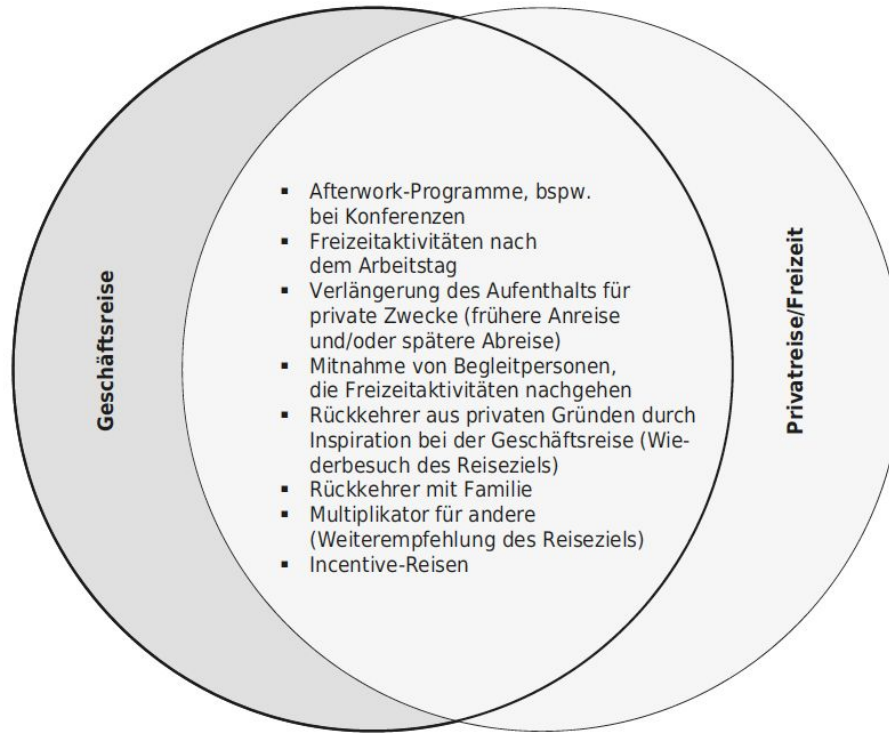 Geschäftsreise
▪ Afterwork-Programme, bspw.
bei Konferenzen
▪ Freizeitaktivitäten nach
dem Arbeitstag
▪ Verlängerung des Aufenthalts für
private Zwecke (frühere Anreise
und/oder spätere Abreise)
▪ Mitnahme von Begleitpersonen,
die Freizeitaktivitäten nachgehen
▪ Rückkehrer aus privaten Gründen durch
Inspiration bei der Geschäftsreise (Wie-
derbesuch des Reiseziels)
▪ Rückkehrer mit Familie
▪ Multiplikator für andere
(Weiterempfehlung des Reiseziels)
▪ Incentive-Reisen
Privatreise/Freizeit